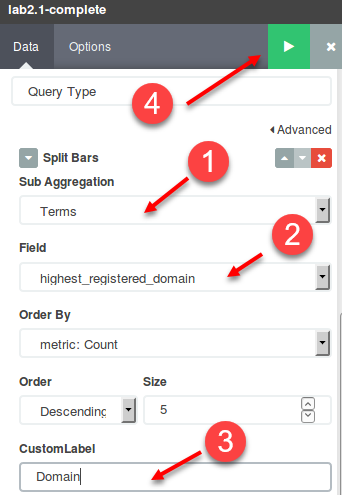 lab2.1-complete
Data Options
4
Query Type
Advanced
Split Bars
1
Sub Aggregation
Terms
2
Field
highest_registered_domain
Order By
metric: Count
Order Size
Descending 5
3
CustomLabel
Domain